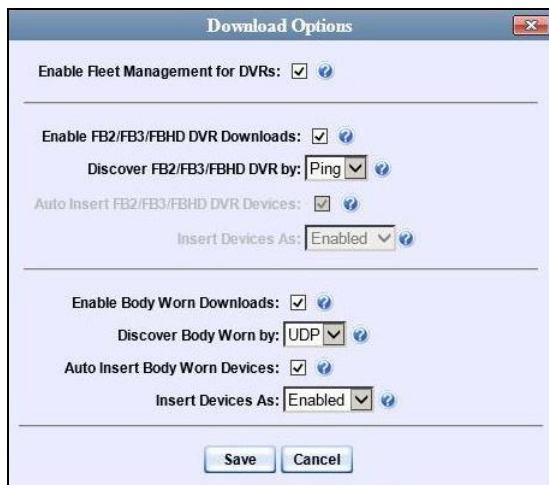 Download Options
Enable Fleet Management for DVRs:
Enable FB2/FB3/FBHD DVR Downloads:
Discover FB2/FB3/FBHD DVR by: Ping
Auto Insert FB2/FB3/FBHD DVR Devices:
Insert Devices As: Enabled
Enable Body Worn Downloads:
Discover Body Worn by: UDP
Auto Insert Body Worn Devices:
Insert Devices As: Enabled
Save Cancel